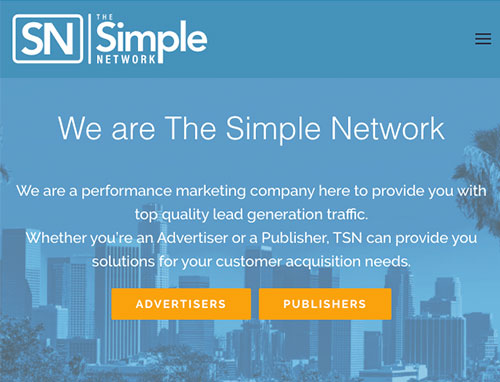 SN THE
Simple
NETWORK
We are The Simple Network
We are a performance marketing company here to provide you with
top quality lead generation traffic.
Whether you're an Advertiser or a Publisher, TSN can provide you
solutions for your customer acquisition needs.
ADVERTISERS PUBLISHERS